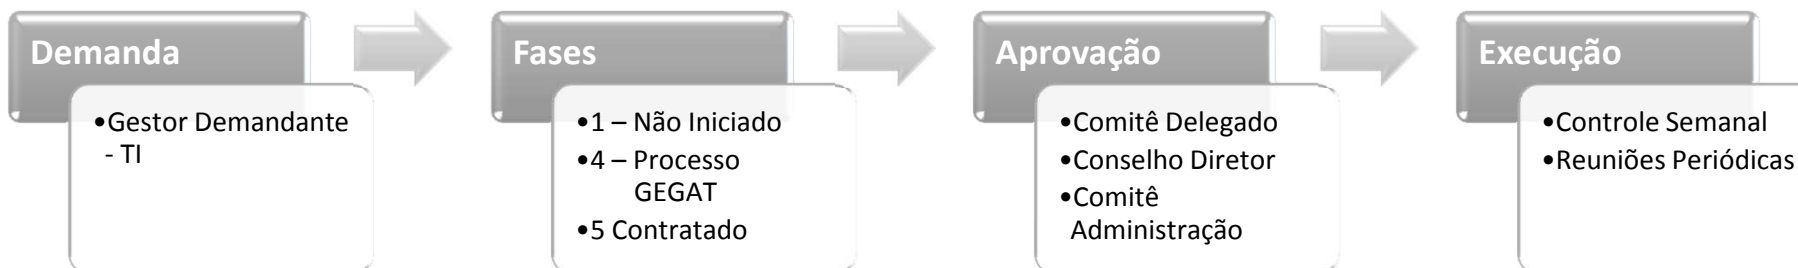 Demanda
•Gestor Demandante
- TI
Fases
•1 – Não Iniciado
•4 – Processo
GEGAT
•5 Contratado
Aprovação
•Comitê Delegado
•Conselho Diretor
•Comitê
Administração
Execução
•Controle Semanal
•Reuniões Periódicas